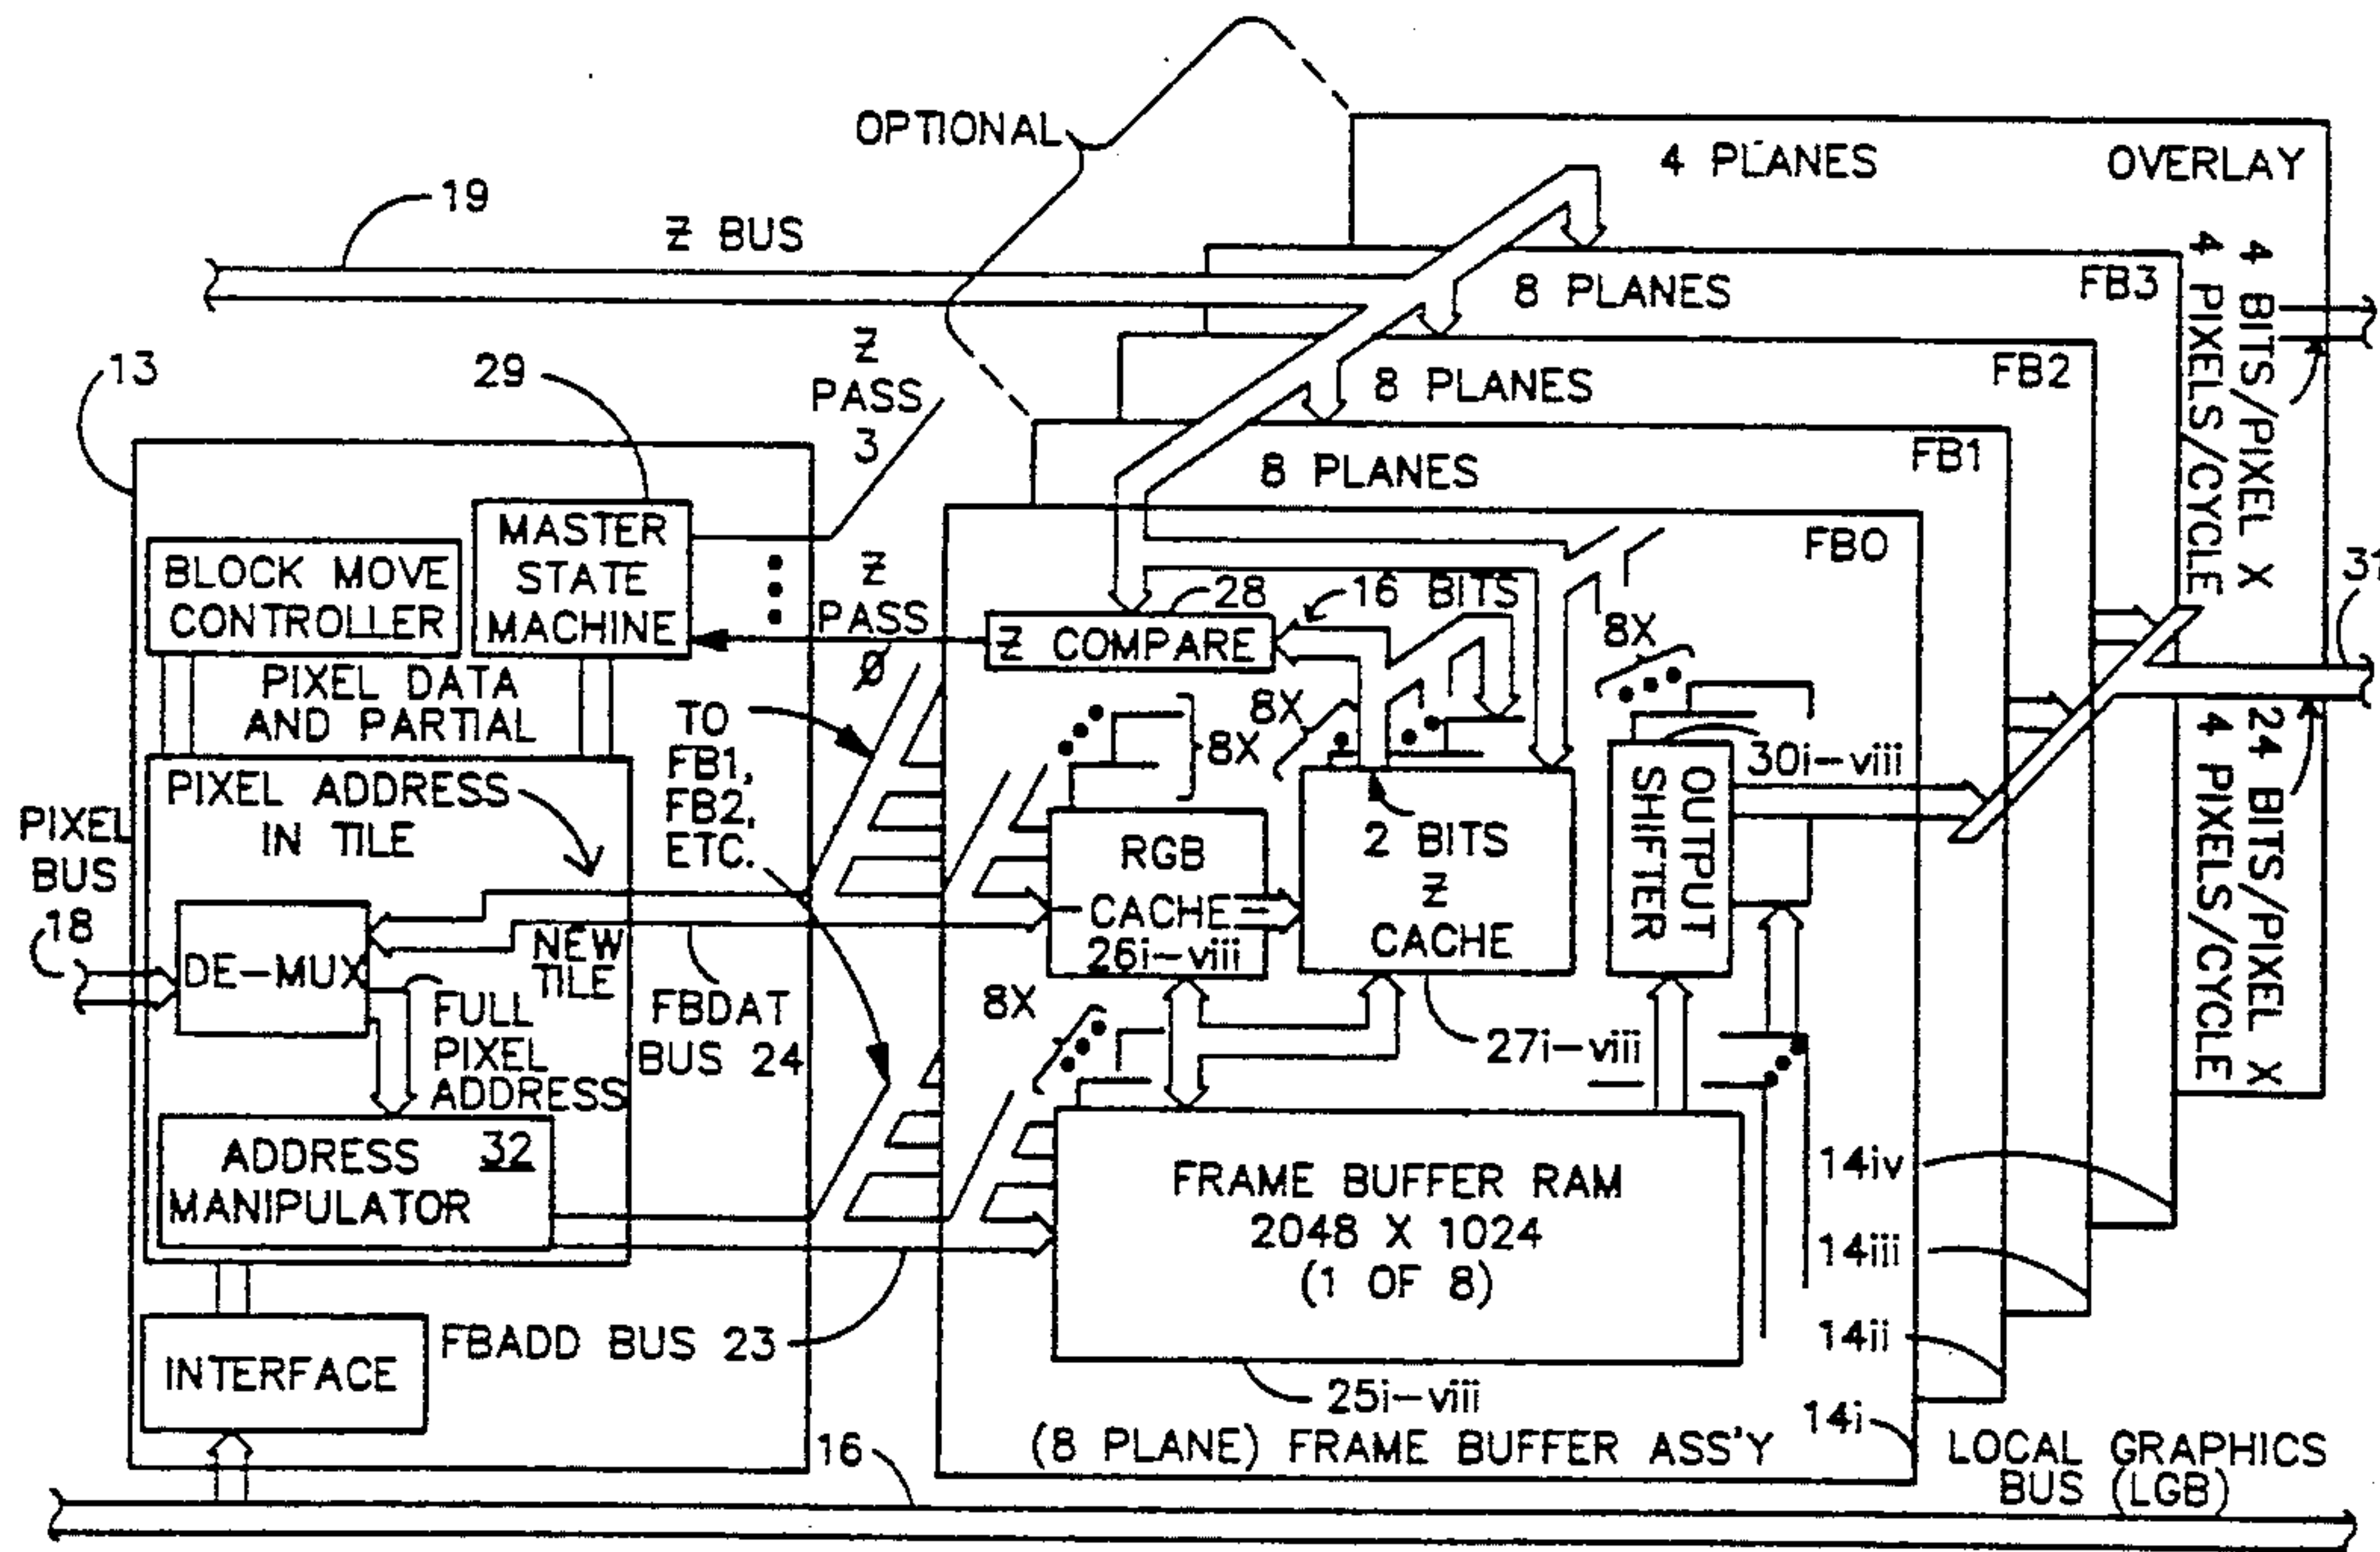 OPTIONAL
4 PLANES
OVERLAY
19
Z BUS
8 PLANES
FB3
4 BITS/PIXEL X
4 PIXELS/CYCLE
13
29
Z
PASS
3
8 PLANES
FB2
8 PLANES
FB1
FB0
31
MASTER
STATE
MACHINE
BLOCK MOVE
CONTROLLER
Z
PASS
Ø
28
16 BITS
8X
Z COMPARE
PIXEL DATA
AND PARTIAL
PIXEL ADDRESS
IN TILE
TO
FB1,
FB2,
ETC.
8X
8X
30i-viii
OUTPUT
SHIFTER
24 BITS/PIXEL X
4 PIXELS/CYCLE
PIXEL
BUS
18
RGB
CACHE
26i-viii
2 BITS
Z
CACHE
DE-MUX
NEW
TILE
FULL
PIXEL
ADDRESS
FBDAT
BUS 24
8X
27i-viii
ADDRESS 32
MANIPULATOR
FRAME BUFFER RAM
2048 X 1024
(1 OF 8)
14iv
14iii
14ii
14i
INTERFACE
FBADD BUS 23
25i-viii
(8 PLANE) FRAME BUFFER ASS'Y
16
LOCAL GRAPHICS
BUS (LGB)